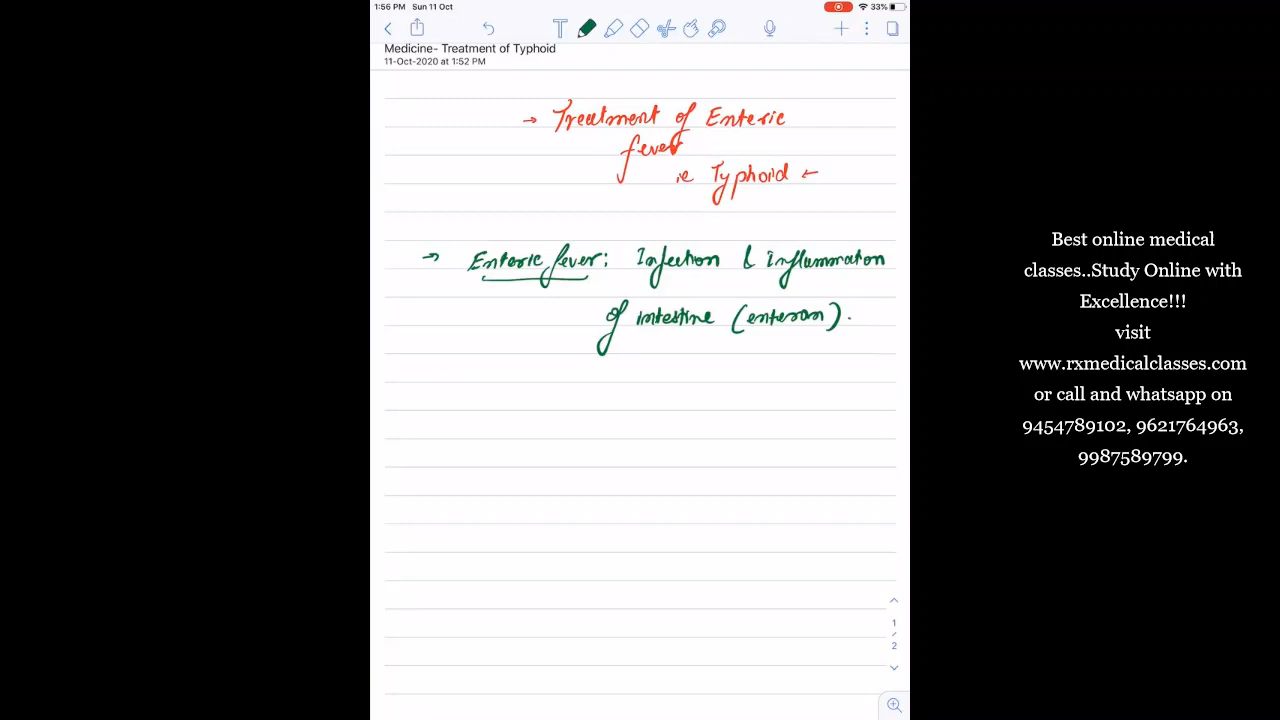 1:56 PM Sun 11 Oct
33%
Medicine- Treatment of Typhoid
11-Oct-2020 at 1:52 PM
→ Treatment of Enteric
fever
ie Typhoid ←
→ Enteric fever: Infection & Inflammaton
of intestine (enteron).
1
/
2
Best online medical
classes..Study Online with
Excellence!!!
visit
www.rxmedicalclasses.com
or call and whatsapp on
9454789102, 9621764963,
9987589799.